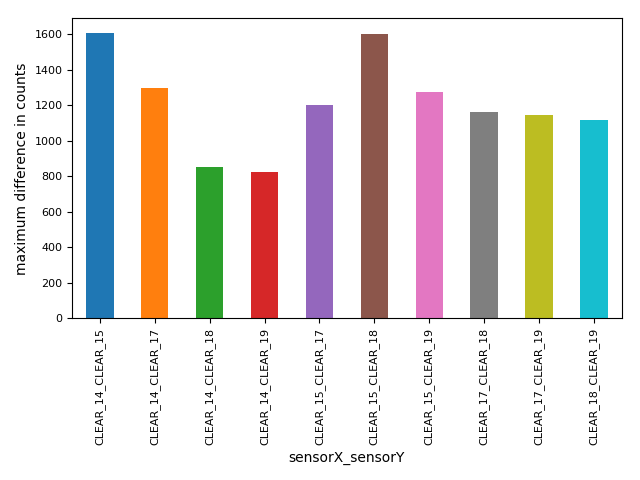 maximum difference in counts
1600
1400
1200
1000
800
600
400
200
0
CLEAR_14_CLEAR_15
CLEAR_14_CLEAR_17
CLEAR_14_CLEAR_18
CLEAR_14_CLEAR_19
CLEAR_15_CLEAR_17
CLEAR_15_CLEAR_18
CLEAR_15_CLEAR_19
CLEAR_17_CLEAR_18
CLEAR_17_CLEAR_19
CLEAR_18_CLEAR_19
sensorX_sensorY